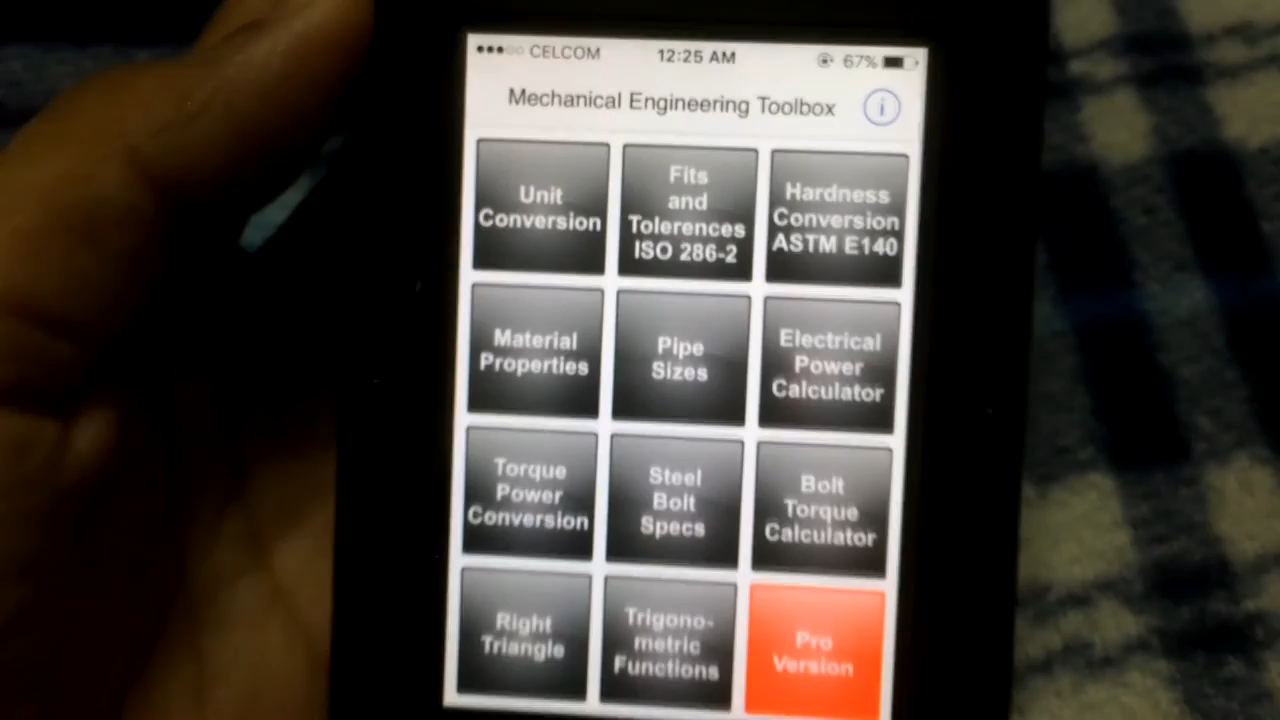 CELCOM 12:25 AM 67%
Mechanical Engineering Toolbox i
Unit
Conversion
Fits
and
Tolerences
ISO 286-2
Hardness
Conversion
ASTM E140
Material
Properties
Pipe
Sizes
Electrical
Power
Calculator
Torque
Power
Conversion
Steel
Bolt
Specs
Bolt
Torque
Calculator
Right
Triangle
Trigono-
metric
Functions
Pro
Version